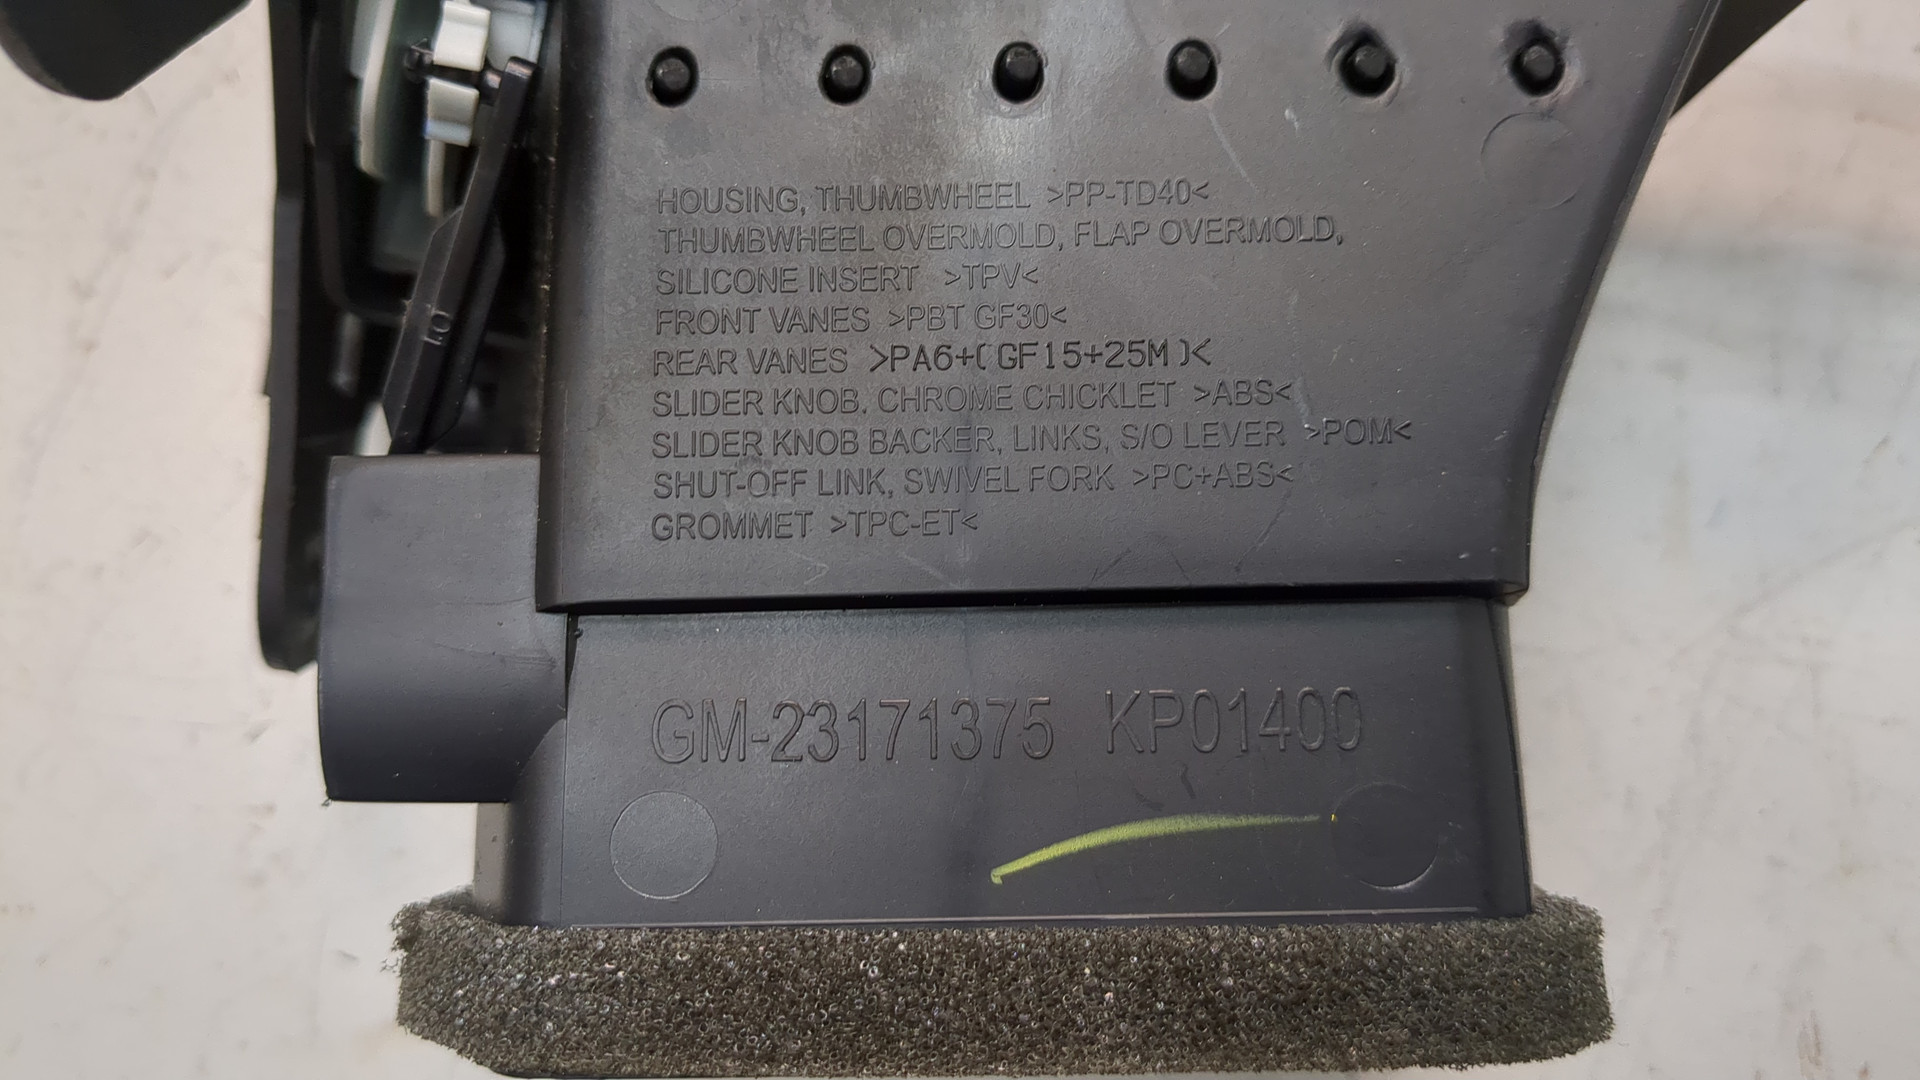 HOUSING, THUMBWHEEL >PP-TD40<
THUMBWHEEL OVERMOLD, FLAP OVERMOLD,
SILICONE INSERT >TPV<
FRONT VANES >PBT GF30<
REAR VANES >PA6+(GF15+25M)<
SLIDER KNOB, CHROME CHICKLET >ABS<
SLIDER KNOB BACKER, LINKS, S/O LEVER >POM<
SHUT-OFF LINK, SWIVEL FORK >PC+ABS<
GROMMET >TPC-ET<
GM-23171375 KP01400